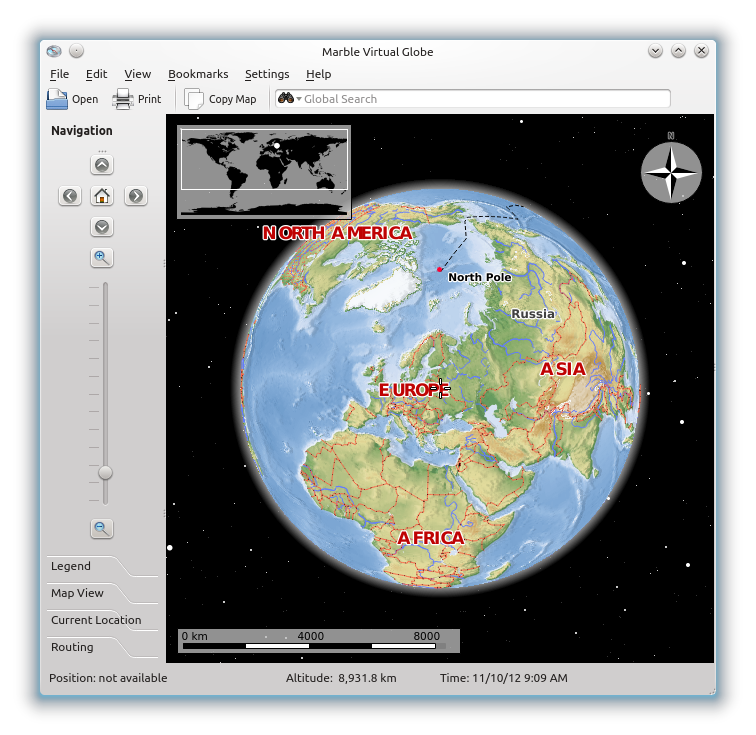 Marble Virtual Globe
File Edit View Bookmarks Settings Help
Open Print Copy Map Global Search
Navigation
N
NORTH AMERICA
North Pole
Russia
ASIA
EUROPE
AFRICA
Legend
Map View
Current Location
Routing
0 km 4000 8000
Position: not available Altitude: 8,931.8 km Time: 11/10/12 9:09 AM